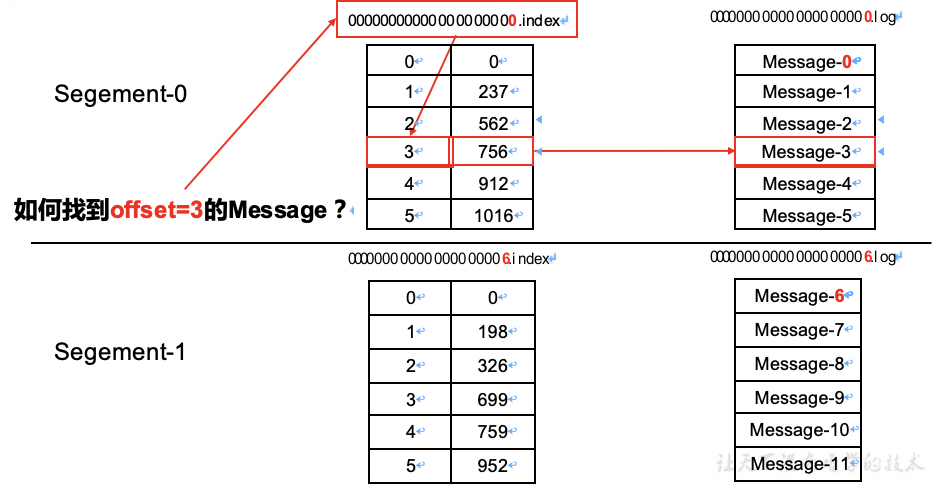 00000000000000000000.index
00000000000000000000.log
Segement-0
0 0
1 237
2 562
3 756
4 912
5 1016
Message-0
Message-1
Message-2
Message-3
Message-4
Message-5
如何找到offset=3的Message？
00000000000000000006.index
00000000000000000006.log
Segement-1
0 0
1 198
2 326
3 699
4 759
5 952
Message-6
Message-7
Message-8
Message-9
Message-10
Message-11
让天 学的技术